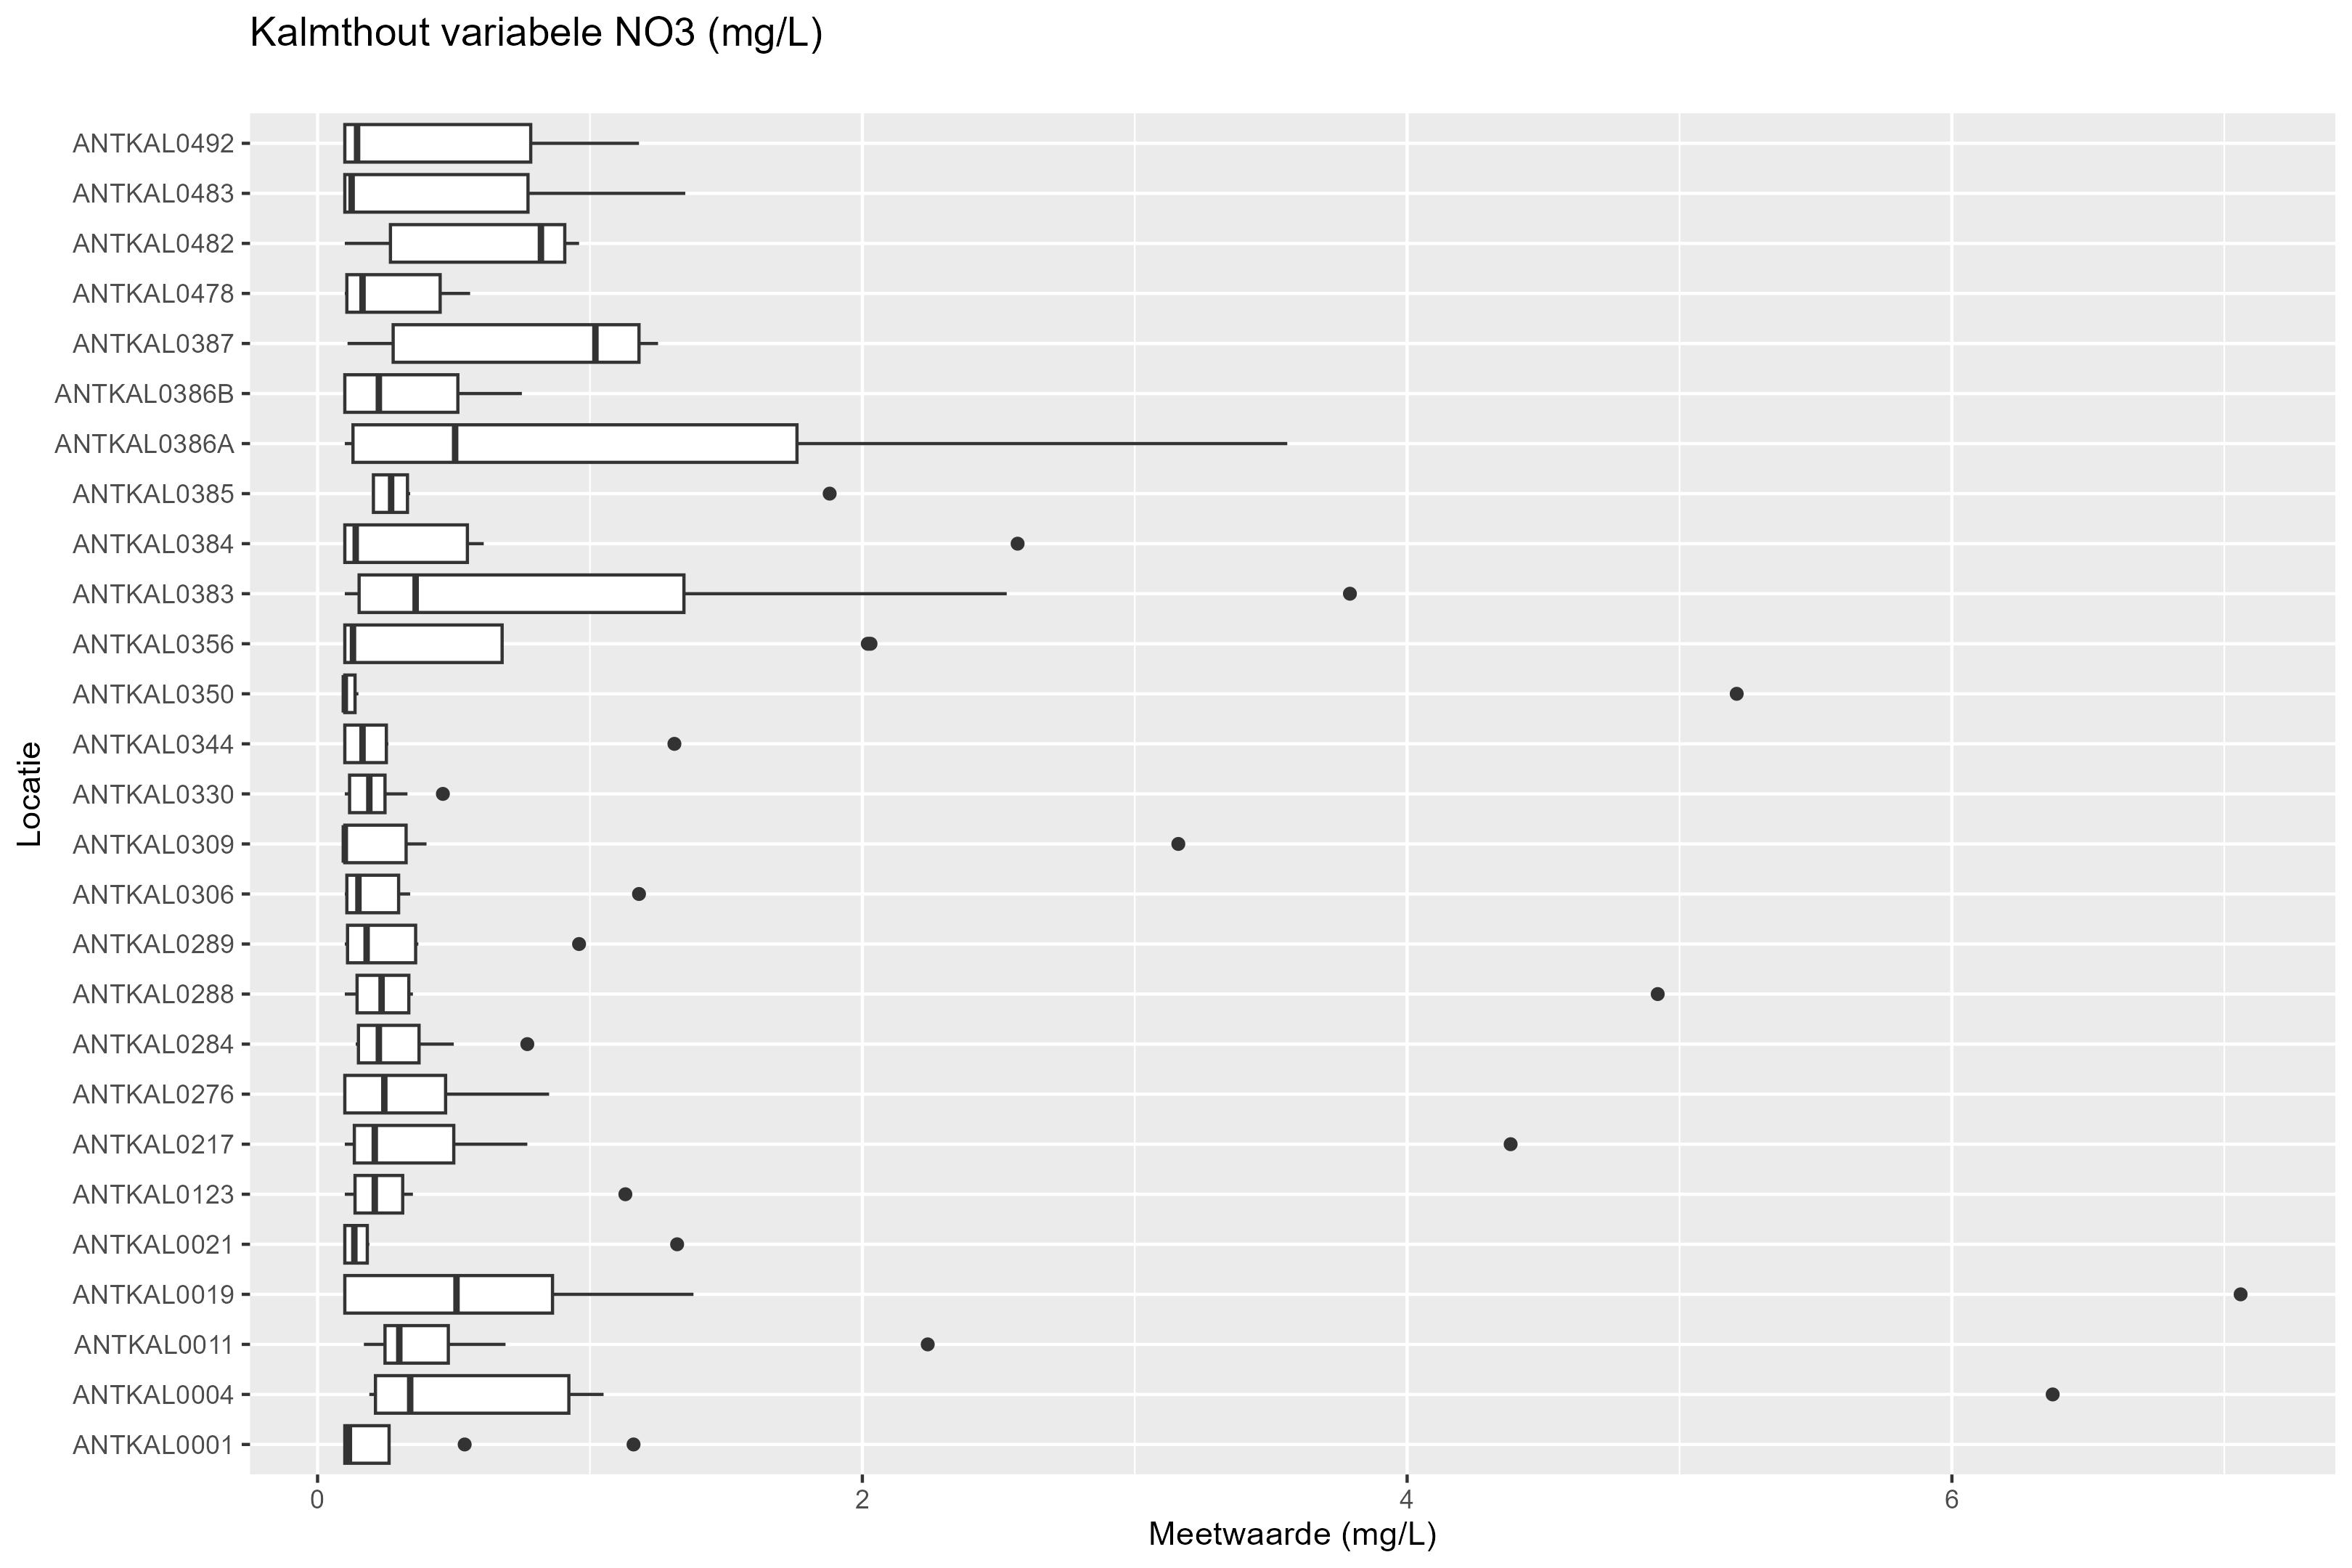 Kalmthout variabele NO3 (mg/L)
ANTKAL0492
ANTKAL0483
ANTKAL0482
ANTKAL0478
ANTKAL0387
ANTKAL0386B
ANTKAL0386A
ANTKAL0385
ANTKAL0384
ANTKAL0383
ANTKAL0356
ANTKAL0350
ANTKAL0344
ANTKAL0330
ANTKAL0309
ANTKAL0306
ANTKAL0289
ANTKAL0288
ANTKAL0284
ANTKAL0276
ANTKAL0217
ANTKAL0123
ANTKAL0021
ANTKAL0019
ANTKAL0011
ANTKAL0004
ANTKAL0001
Locatie
0 2 4 6
Meetwaarde (mg/L)